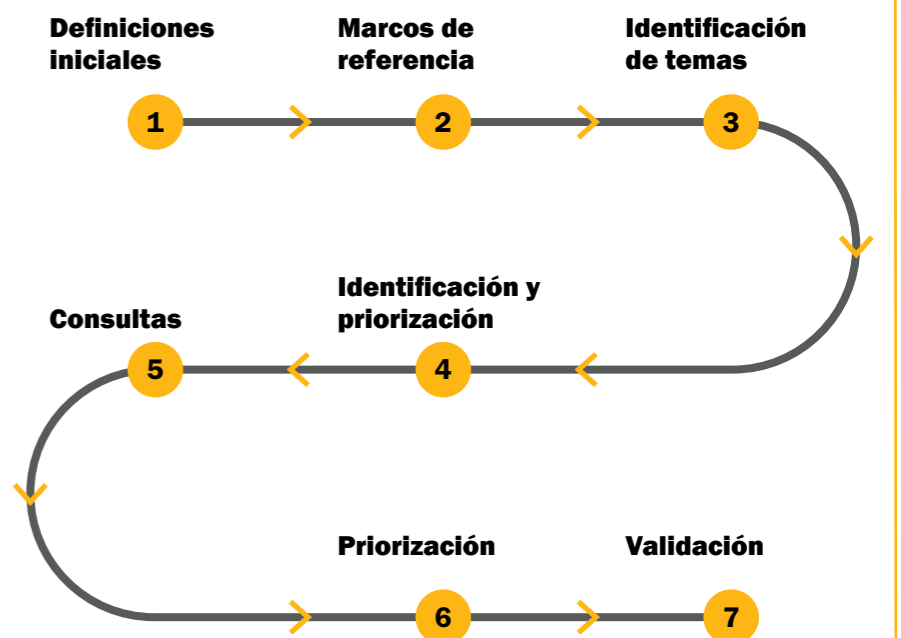 Definiciones
iniciales
1
Marcos de
referencia
2
Identificación
de temas
3
Identificación y
priorización
4
Consultas
5
Priorización
6
Validación
7